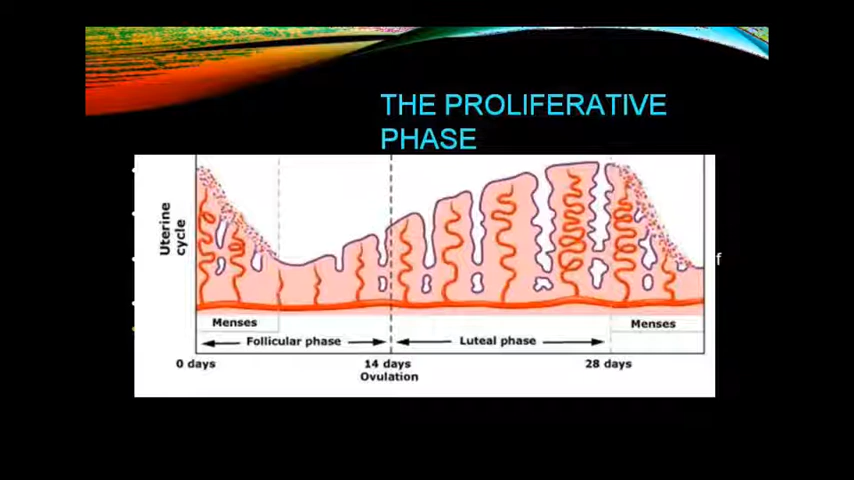 THE PROLIFERATIVE
PHASE
Uterine
cycle
f
Menses
Menses
Follicular phase
Luteal phase
0 days
14 days
28 days
Ovulation